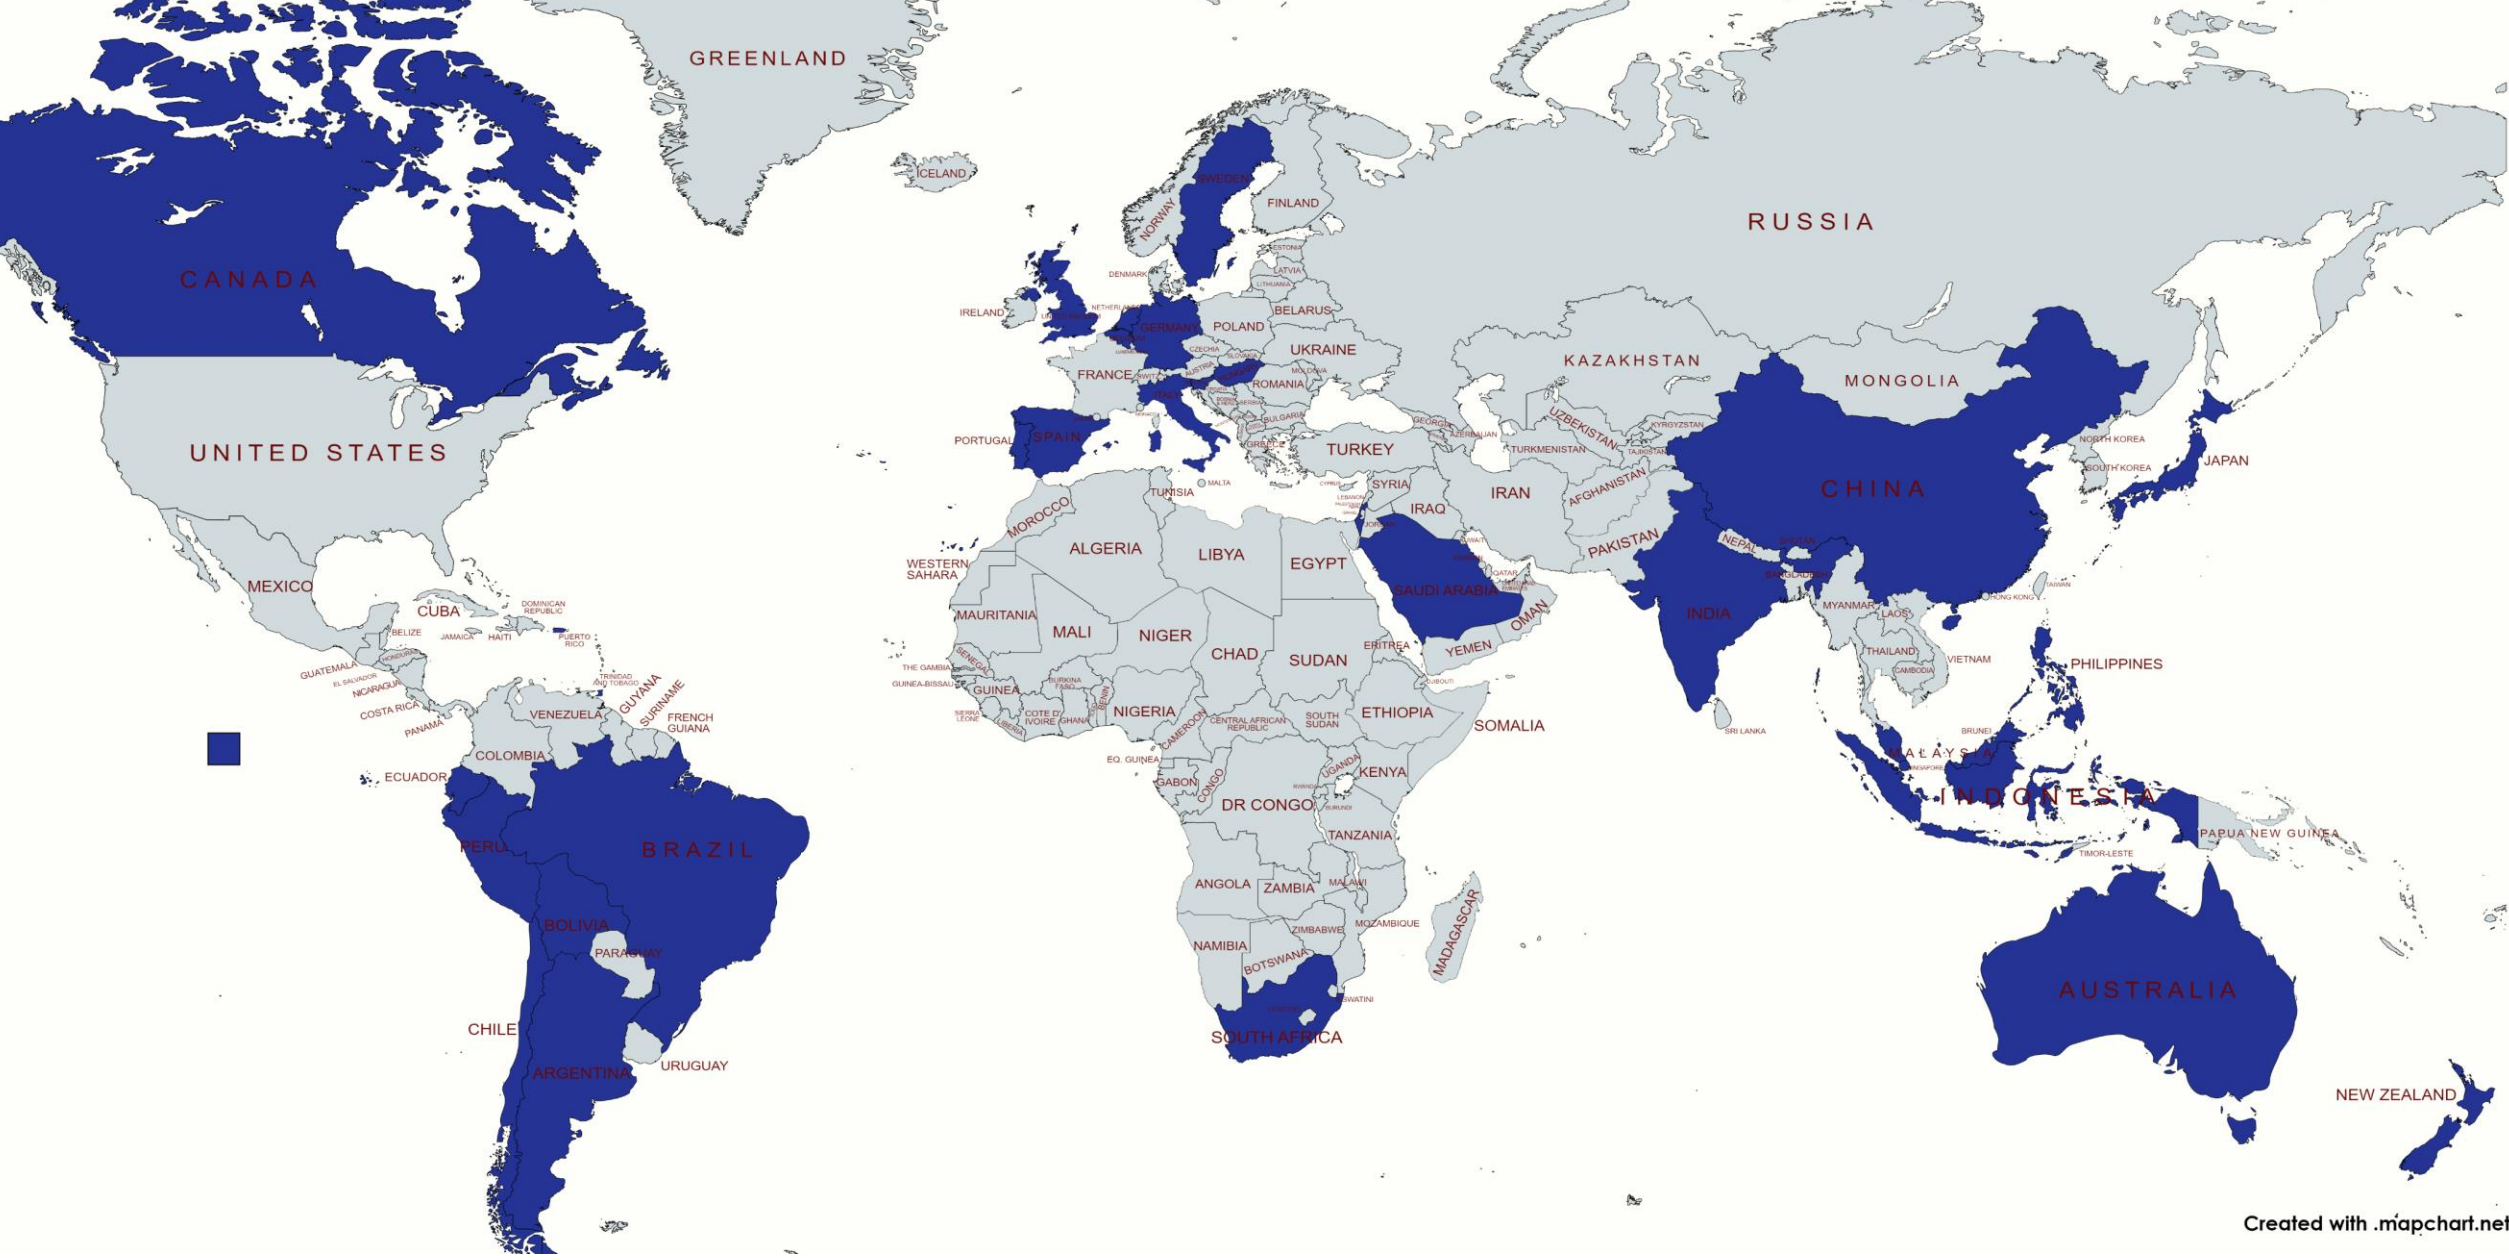 GREENLAND
ICELAND
SWEDEN
NORWAY
FINLAND
RUSSIA
CANADA
ESTONIA
LATVIA
LITHUANIA
DENMARK
IRELAND
NETHERLANDS
BELARUS
GERMANY
POLAND
UKRAINE
CZECHIA
SLOVAKIA
AUSTRIA
MOLDOVA
FRANCE
SWITZ
ROMANIA
KAZAKHSTAN
MONGOLIA
UNITED STATES
PORTUGAL
SPAIN
BOSNIA
SERBIA
BULGARIA
GREECE
TURKEY
GEORGIA
AZERBAIJAN
UZBEKISTAN
KYRGYZSTAN
TURKMENISTAN
TAJIKISTAN
NORTH KOREA
SOUTH KOREA
JAPAN
CHINA
MALTA
TUNISIA
CYPRUS
LEBANON
SYRIA
IRAQ
IRAN
AFGHANISTAN
MOROCCO
JORDAN
KUWAIT
PAKISTAN
NEPAL
BHUTAN
ALGERIA
LIBYA
EGYPT
WESTERN
SAHARA
QATAR
SAUDI ARABIA
BANGLADESH
TAIWAN
HONG KONG
MEXICO
CUBA
DOMINICAN
REPUBLIC
BELIZE
JAMAICA
HAITI
PUERTO
RICO
MAURITANIA
MALI
NIGER
CHAD
SUDAN
ERITREA
YEMEN
OMAN
INDIA
MYANMAR
LAOS
THAILAND
VIETNAM
CAMBODIA
PHILIPPINES
GUATEMALA
HONDURAS
EL SALVADOR
NICARAGUA
COSTA RICA
PANAMA
TRINIDAD
AND TOBAGO
GUYANA
SURINAME
FRENCH
GUIANA
VENEZUELA
COLOMBIA
THE GAMBIA
SENEGAL
GUINEA-BISSAU
GUINEA
SIERRA
LEONE
LIBERIA
COTE D'
IVOIRE
BURKINA
FASO
GHANA
BENIN
NIGERIA
CAMEROON
CENTRAL AFRICAN
REPUBLIC
SOUTH
SUDAN
ETHIOPIA
DJIBOUTI
SOMALIA
SRI LANKA
BRUNEI
MALAYSIA
SINGAPORE
INDONESIA
PAPUA NEW GUINEA
TIMOR-LESTE
ECUADOR
PERU
BRAZIL
EQ. GUINEA
GABON
CONGO
DR CONGO
UGANDA
KENYA
RWANDA
BURUNDI
TANZANIA
ANGOLA
ZAMBIA
MALAWI
MOZAMBIQUE
MADAGASCAR
BOLIVIA
PARAGUAY
NAMIBIA
ZIMBABWE
BOTSWANA
ESWATINI
SOUTH AFRICA
CHILE
ARGENTINA
URUGUAY
AUSTRALIA
NEW ZEALAND
Created with .mapchart.net